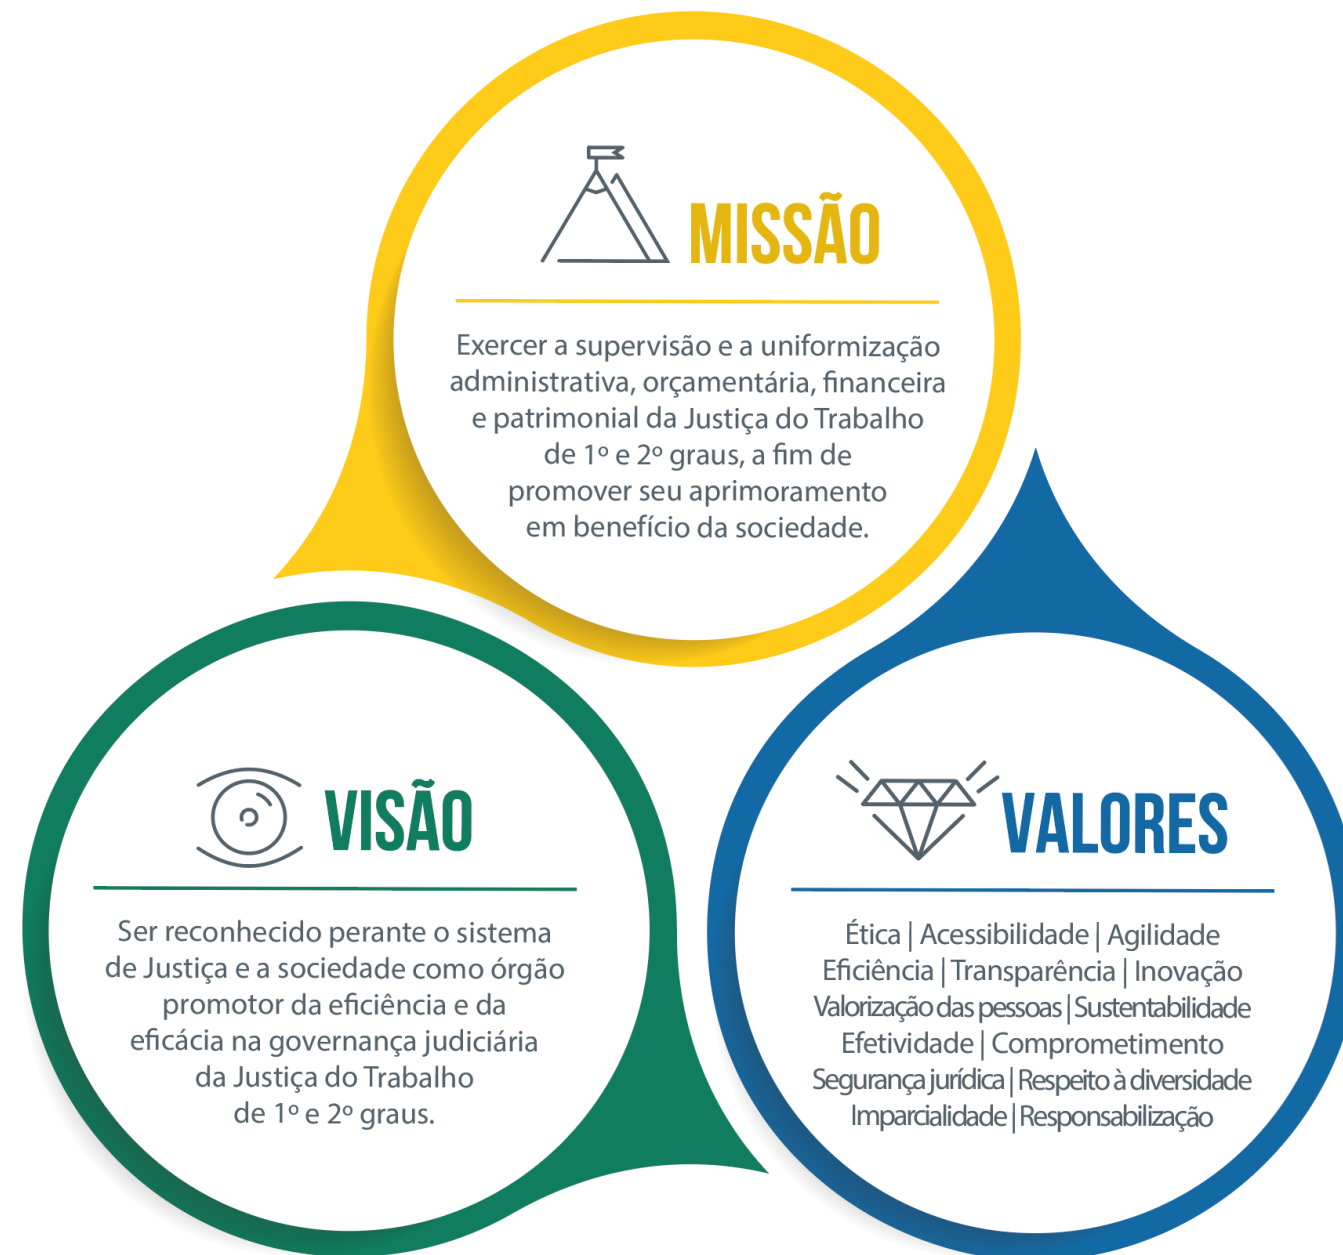 MISSÃO
Exercer a supervisão e a uniformização
administrativa, orçamentária, financeira
e patrimonial da Justiça do Trabalho
de 1º e 2º graus, a fim de
promover seu aprimoramento
em benefício da sociedade.
VISÃO
Ser reconhecido perante o sistema
de Justiça e a sociedade como órgão
promotor da eficiência e da
eficácia na governança judiciária
da Justiça do Trabalho
de 1º e 2º graus.
VALORES
Ética | Acessibilidade | Agilidade
Eficiência | Transparência | Inovação
Valorização das pessoas | Sustentabilidade
Efetividade | Comprometimento
Segurança jurídica | Respeito à diversidade
Imparcialidade | Responsabilização